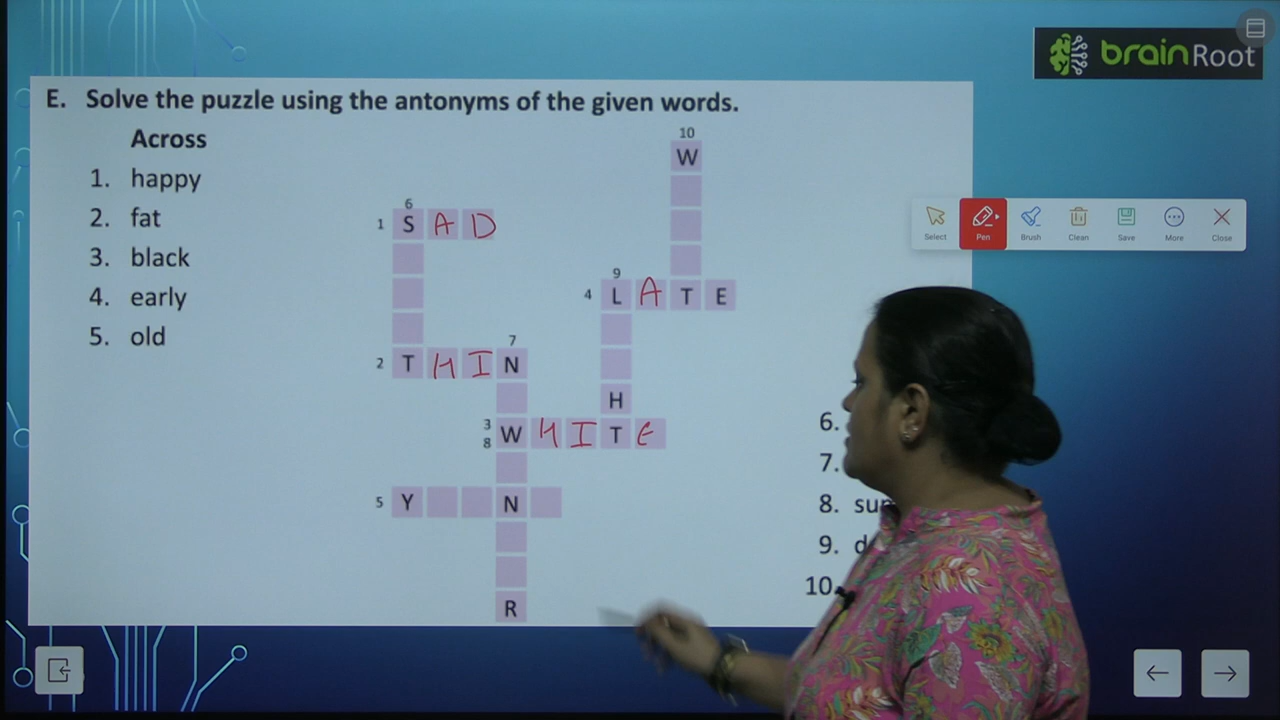 brainRoot
E. Solve the puzzle using the antonyms of the given words.
Across
1. happy
2. fat
3. black
4. early
5. old
10
W
6
1 S A D
9
4 L A T E
7
2 T H I N
H
3
8
W H I T E
5 Y N
R
6.
7.
8.
9.
10.
Select
Pen
Brush
Clean
Save
More
Close